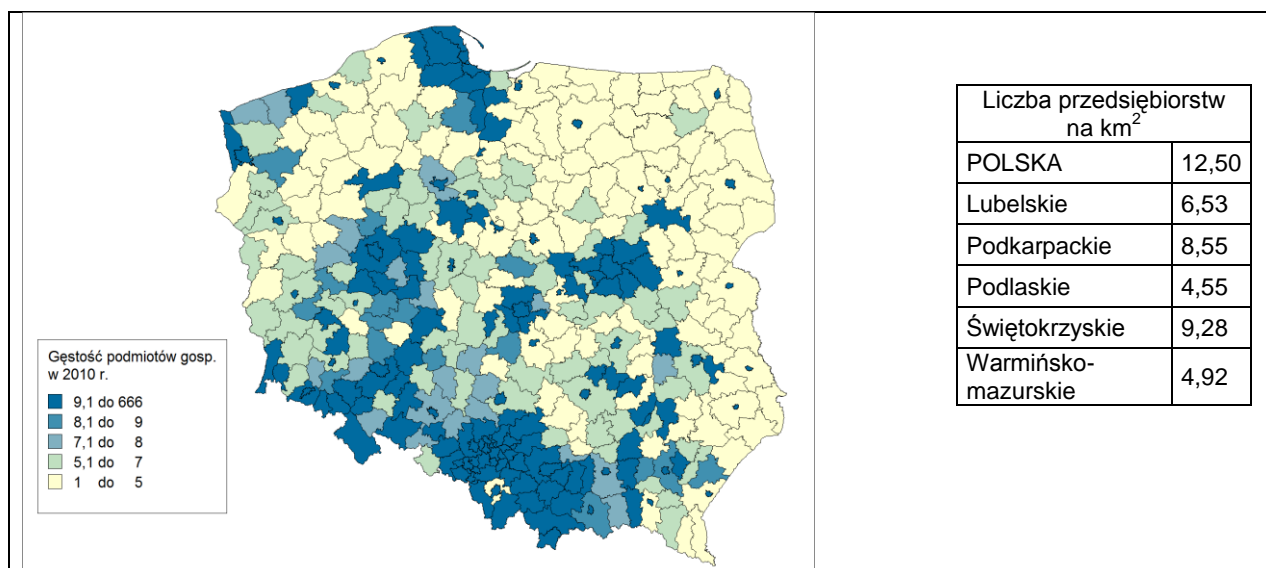 Gęstość podmiotów gosp.
w 2010 r.
9,1 do 666
8,1 do 9
7,1 do 8
5,1 do 7
1 do 5
Liczba przedsiębiorstw
na km²
POLSKA 12,50
Lubelskie 6,53
Podkarpackie 8,55
Podlaskie 4,55
Świętokrzyskie 9,28
Warmińsko-
mazurskie 4,92